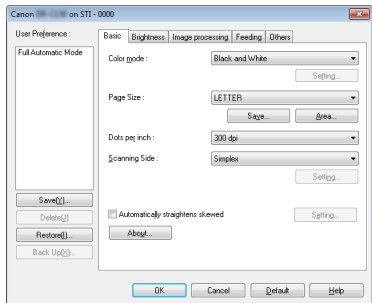 Canon on STI - 0000
User Preference :
Full Automatic Mode
Save(Y)...
Delete(J)
Restore(I)...
Back Up(X)...
Basic Brightness Image processing Feeding Others
Color mode : Black and White
Setting...
Page Size : LETTER
Save... Area...
Dots per inch : 300 dpi
Scanning Side : Simplex
Setting...
Automatically straightens skewed Setting...
About...
OK Cancel Default Help